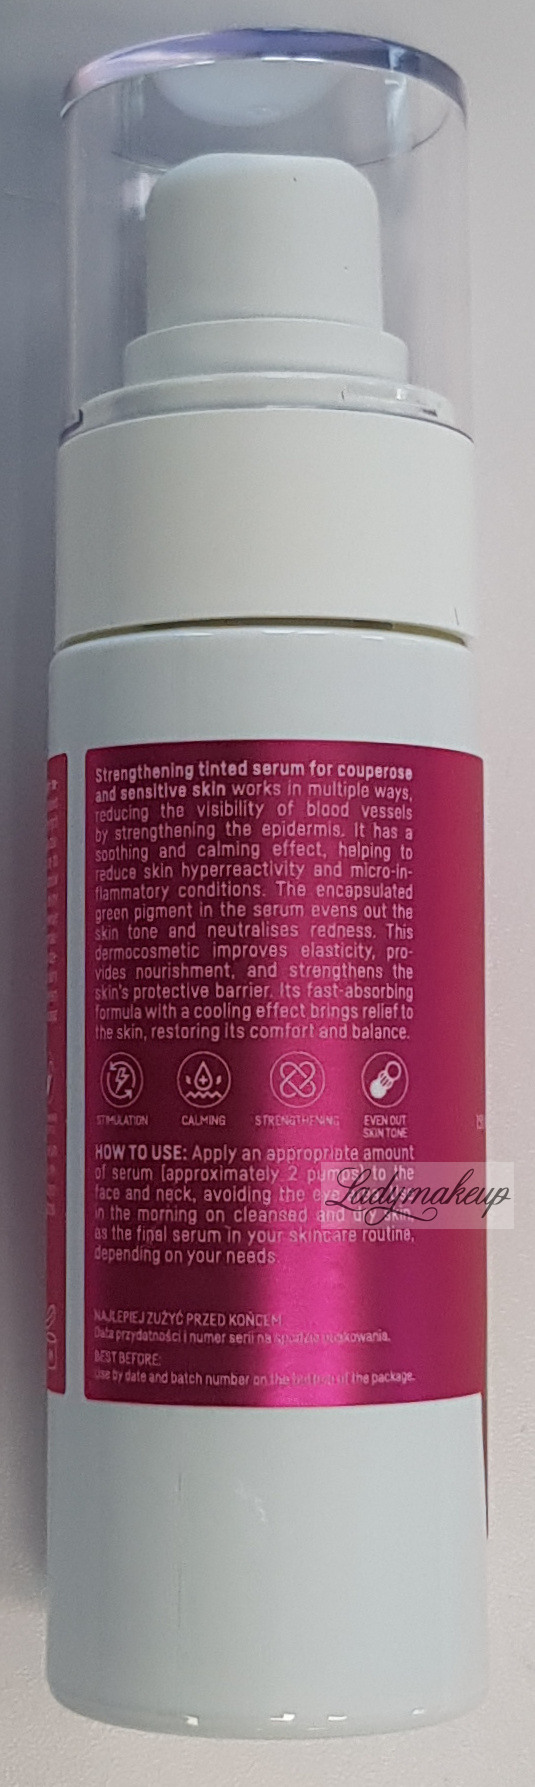 Strengthening tinted serum for couperose
and sensitive skin works in multiple ways,
reducing the visibility of blood vessels
by strengthening the epidermis. It has a
soothing and calming effect, helping to
reduce skin hyperreactivity and micro-in-
flammatory conditions. The encapsulated
green pigment in the serum evens out the
skin tone and neutralises redness. This
dermocosmetic improves elasticity, pro-
vides nourishment, and strengthens the
skin's protective barrier. Its fast-absorbing
formula with a cooling effect brings relief to
the skin, restoring its comfort and balance.
STIMULATION CALMING STRENGTHENING EVEN OUT
SKIN TONE
HOW TO USE: Apply an appropriate amount
of serum (approximately 2 pumps) to the
face and neck, avoiding the
Ladymakeup
in the morning on cleansed and dry skin,
as the final serum in your skincare routine,
depending on your needs.
NAJLEPIEJ ZUŻYĆ PRZED KOŃCEM:
Data przydatności i numer serii na spodzie opakowania.
BEST BEFORE:
Use by date and batch number on the bottom of the package.